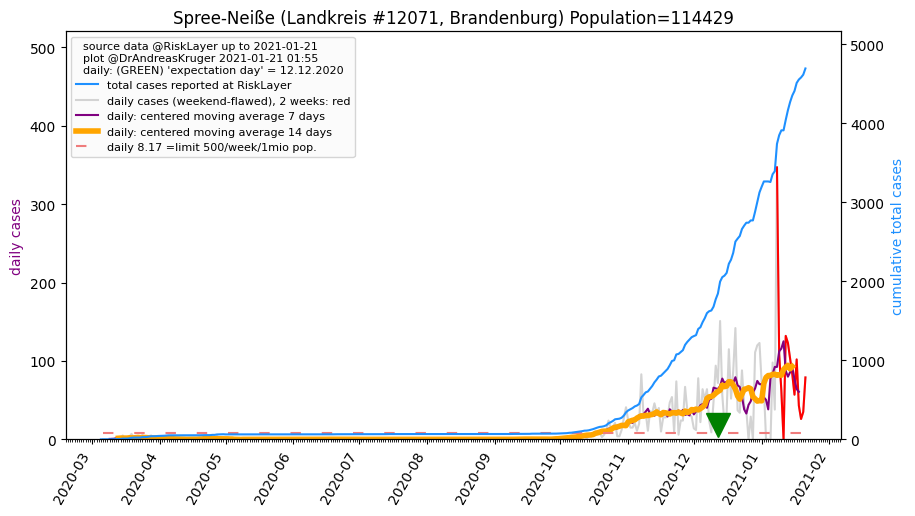 Spree-Neiße (Landkreis #12071, Brandenburg) Population=114429
source data @RiskLayer up to 2021-01-21
plot @DrAndreasKruger 2021-01-21 01:55
daily: (GREEN) 'expectation day' = 12.12.2020
total cases reported at RiskLayer
daily cases (weekend-flawed), 2 weeks: red
daily: centered moving average 7 days
daily: centered moving average 14 days
daily 8.17 =limit 500/week/1mio pop.
daily cases
500
400
300
200
100
0
5000
4000
3000
2000
1000
0
cumulative total cases
2020-03
2020-04
2020-05
2020-06
2020-07
2020-08
2020-09
2020-10
2020-11
2020-12
2021-01
2021-02